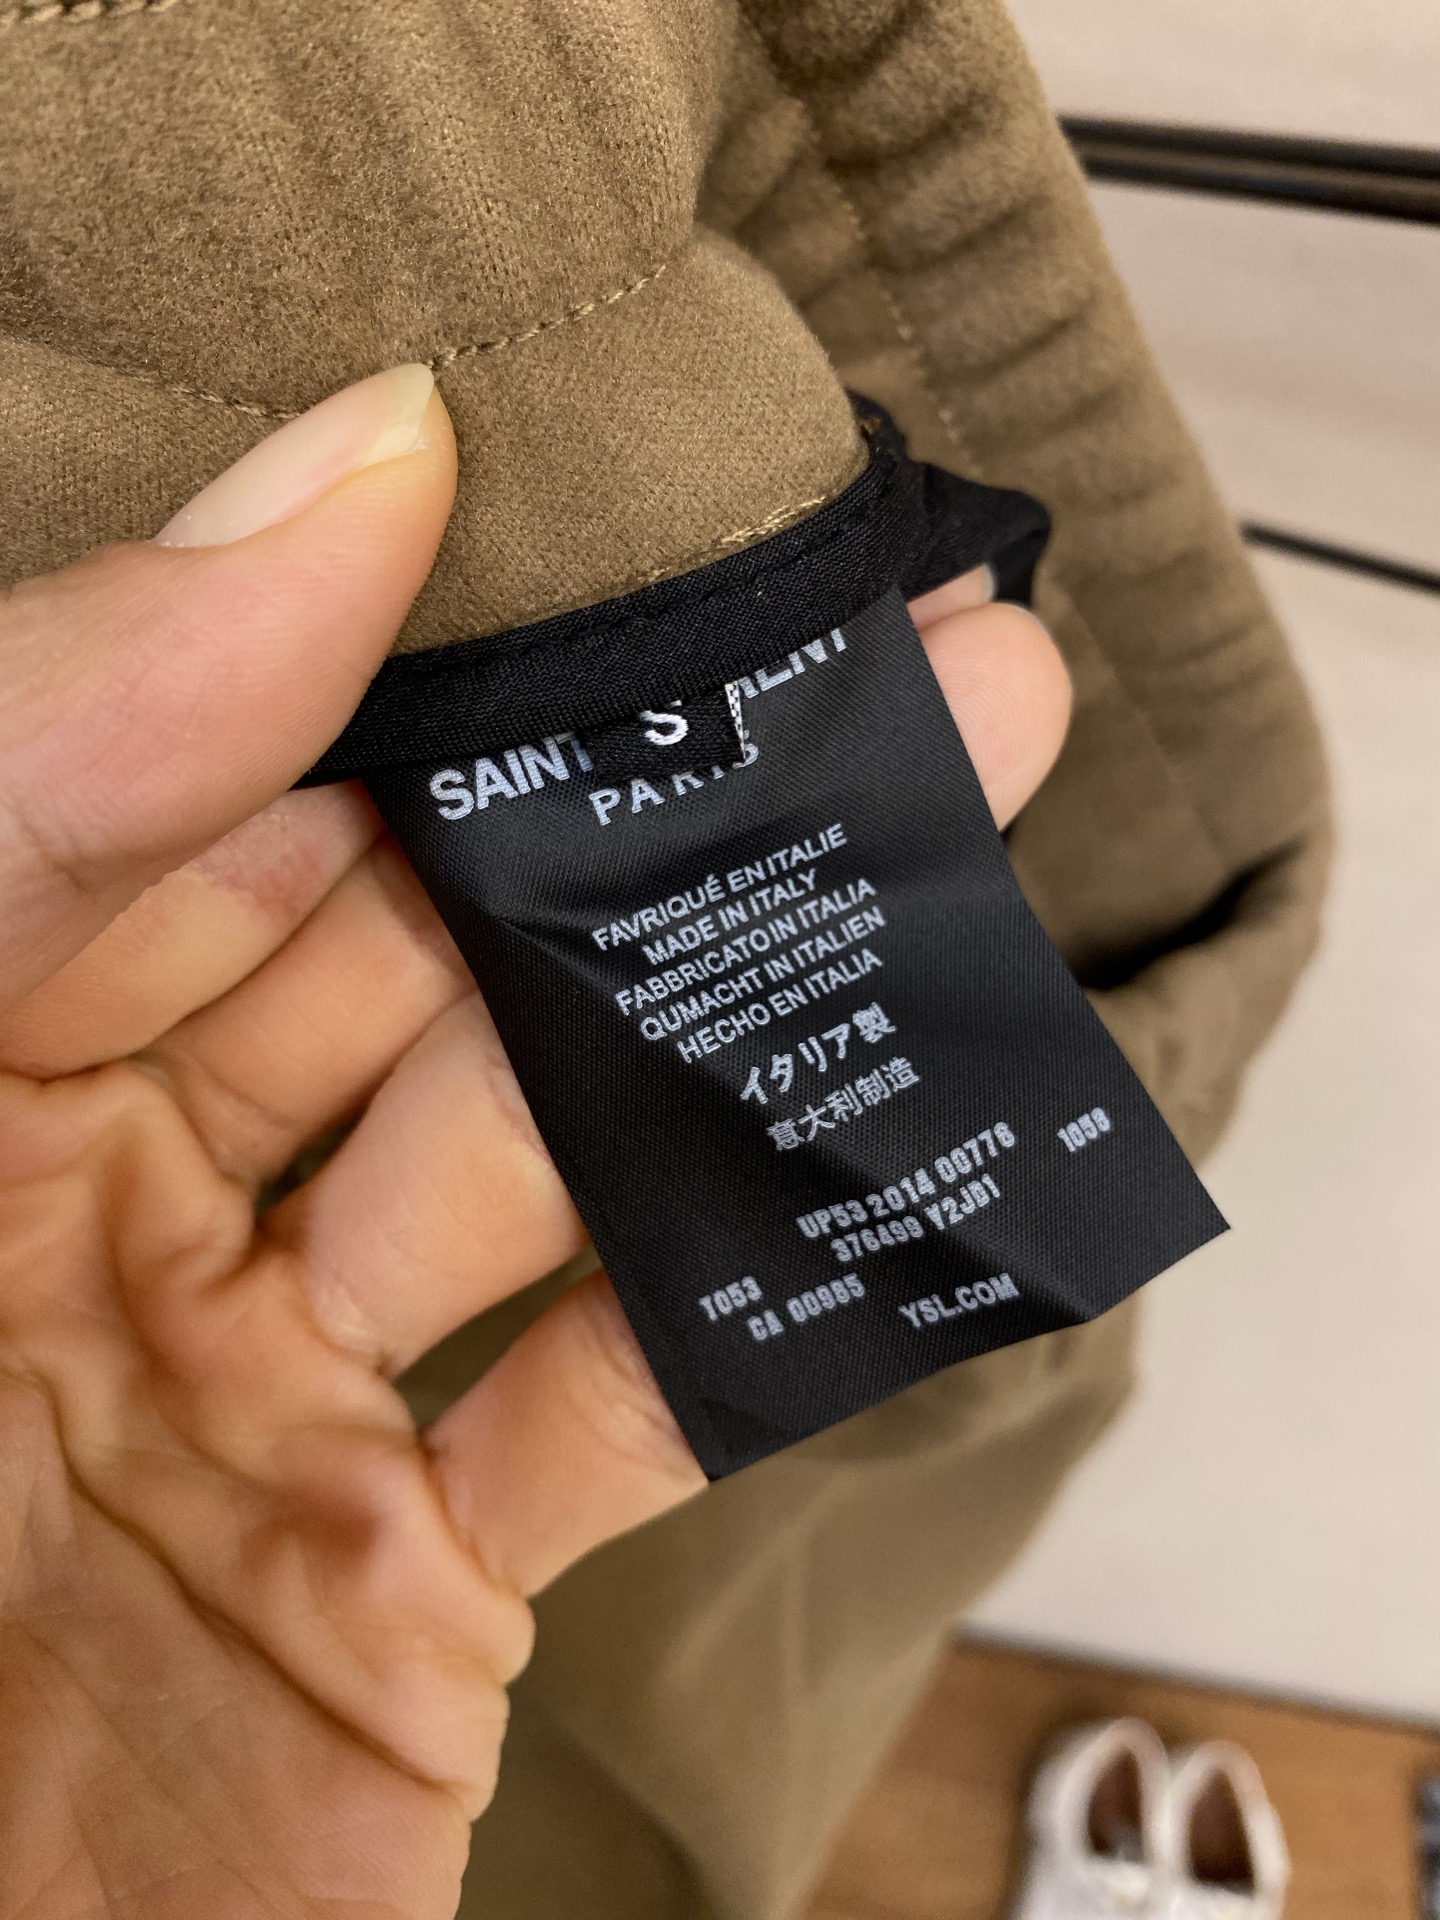 S
SAINT
PARIS
FAVRIQUÉ EN ITALIE
MADE IN ITALY
FABBRICATO IN ITALIA
QUMACHT IN ITALIEN
HECHO EN ITALIA
イタリア製
意大利制造
UP53 2014 00776 1058
376499 Y2JB1
T053
CA 00985 YSL.COM